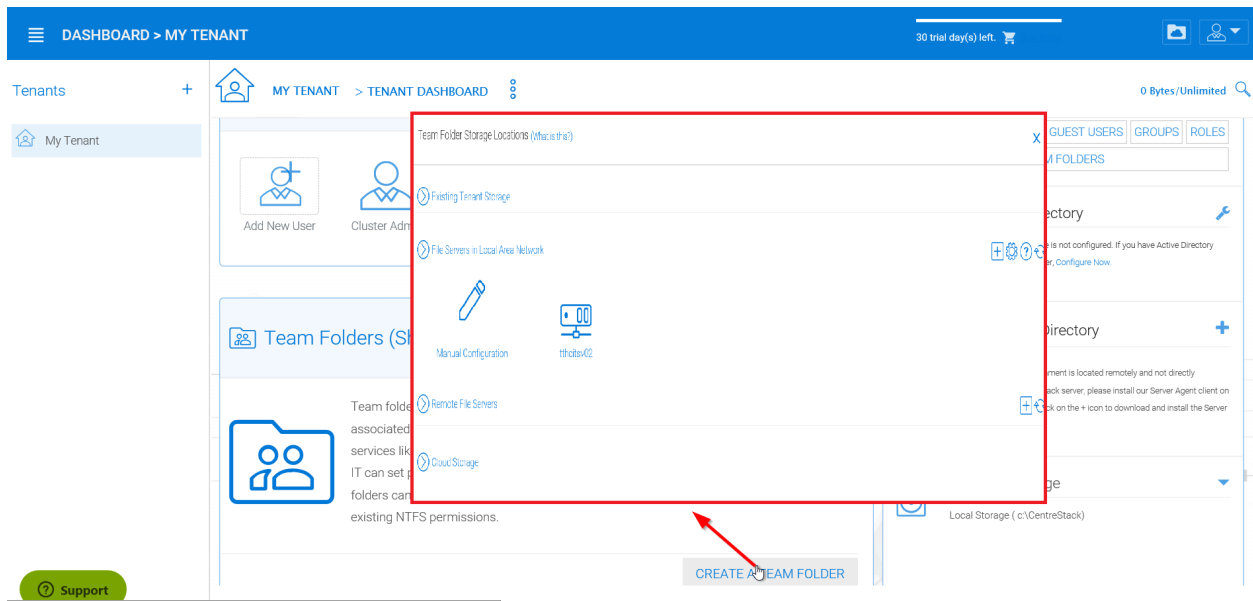 DASHBOARD > MY TENANT
30 trial day(s) left.
Tenants +
MY TENANT > TENANT DASHBOARD
0 Bytes/Unlimited
My Tenant
Team Folder Storage Locations (What is this?)
X
GUEST USERS GROUPS ROLES
M FOLDERS
Existing Tenant Storage
Add New User
Cluster Adm
ectory
File Servers in Local Area Network
e is not configured. If you have Active Directory
er, Configure Now.
Team Folders (Sh
Manual Configuration
tthcitsv02
Directory
ment is located remotely and not directly
ack server, please install our Server Agent client on
ck on the + icon to download and install the Server
Remote File Servers
Team folde
associated
services lik
IT can set p
folders can
existing NTFS permissions.
Cloud Storage
ge
Local Storage ( c:\CentreStack)
CREATE A TEAM FOLDER
Support